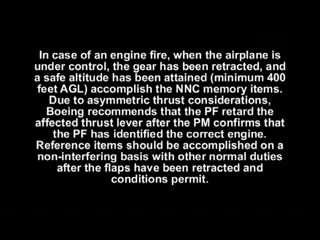 In case of an engine fire, when the airplane is
under control, the gear has been retracted, and
a safe altitude has been attained (minimum 400
feet AGL) accomplish the NNC memory items.
Due to asymmetric thrust considerations,
Boeing recommends that the PF retard the
affected thrust lever after the PM confirms that
the PF has identified the correct engine.
Reference items should be accomplished on a
non-interfering basis with other normal duties
after the flaps have been retracted and
conditions permit.